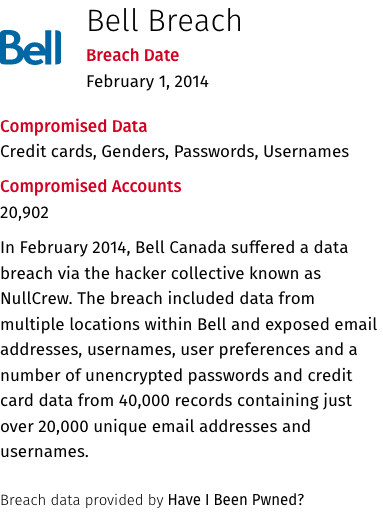 Bell Breach
Bell
Breach Date
February 1, 2014
Compromised Data
Credit cards, Genders, Passwords, Usernames
Compromised Accounts
20,902
In February 2014, Bell Canada suffered a data
breach via the hacker collective known as
NullCrew. The breach included data from
multiple locations within Bell and exposed email
addresses, usernames, user preferences and a
number of unencrypted passwords and credit
card data from 40,000 records containing just
over 20,000 unique email addresses and
usernames.
Breach data provided by Have I Been Pwned?